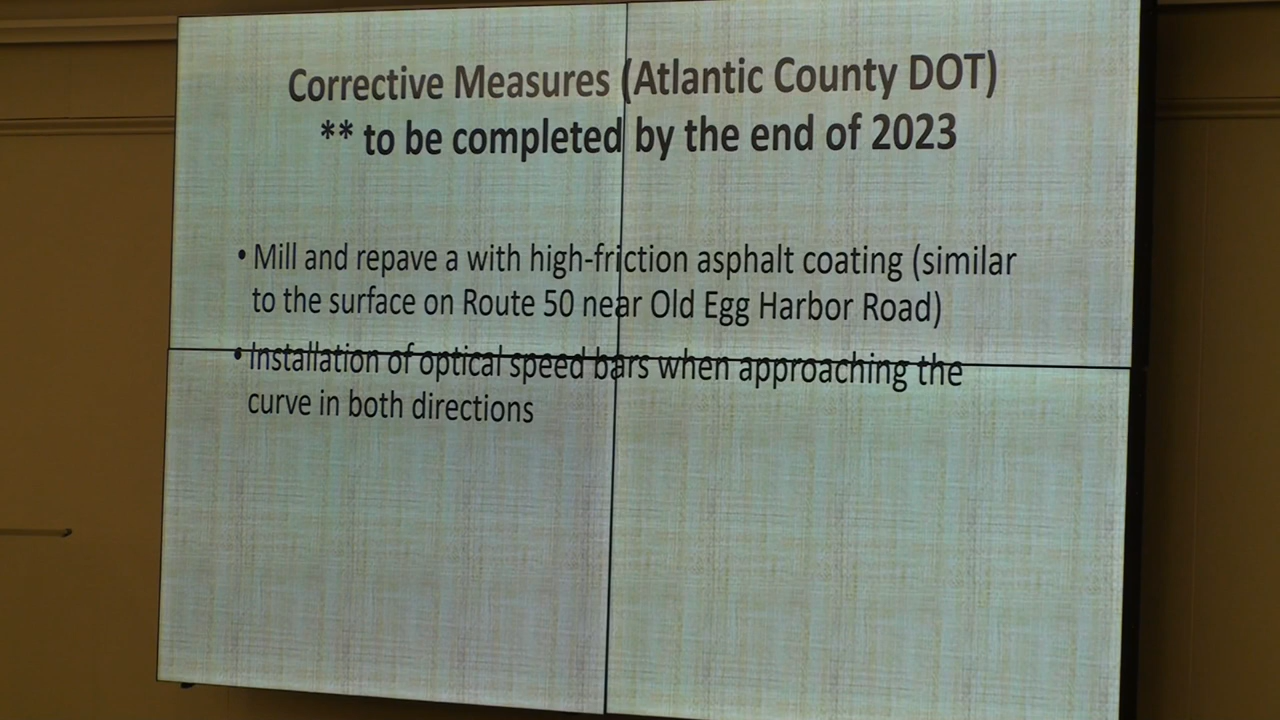 Corrective Measures (Atlantic County DOT)
** to be completed by the end of 2023
• Mill and repave a with high-friction asphalt coating (similar
to the surface on Route 50 near Old Egg Harbor Road)
• Installation of optical speed bars when approaching the
curve in both directions